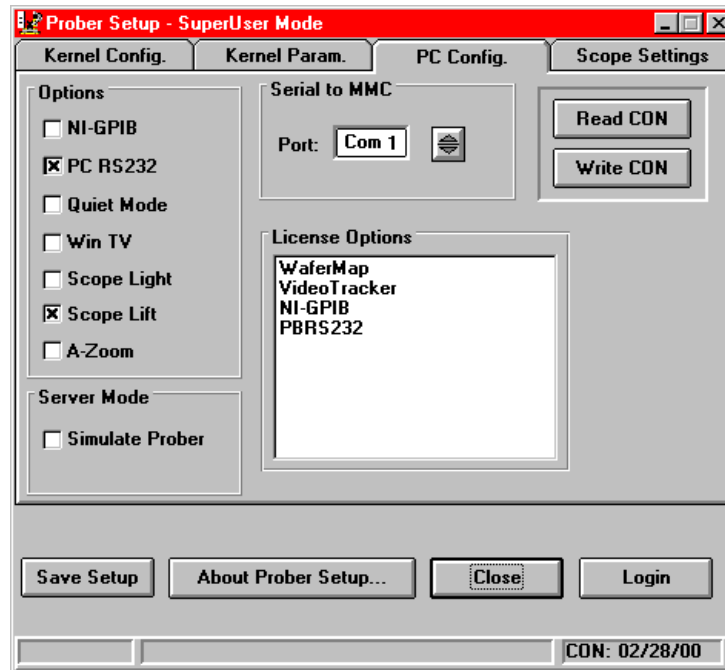 Prober Setup - SuperUser Mode
Kernel Config. Kernel Param. PC Config. Scope Settings
Options
NI-GPIB
PC RS232
Quiet Mode
Win TV
Scope Light
Scope Lift
A-Zoom
Server Mode
Simulate Prober
Serial to MMC
Port: Com 1
Read CON
Write CON
License Options
WaferMap
VideoTracker
NI-GPIB
PBRS232
Save Setup About Prober Setup... Close Login
CON: 02/28/00